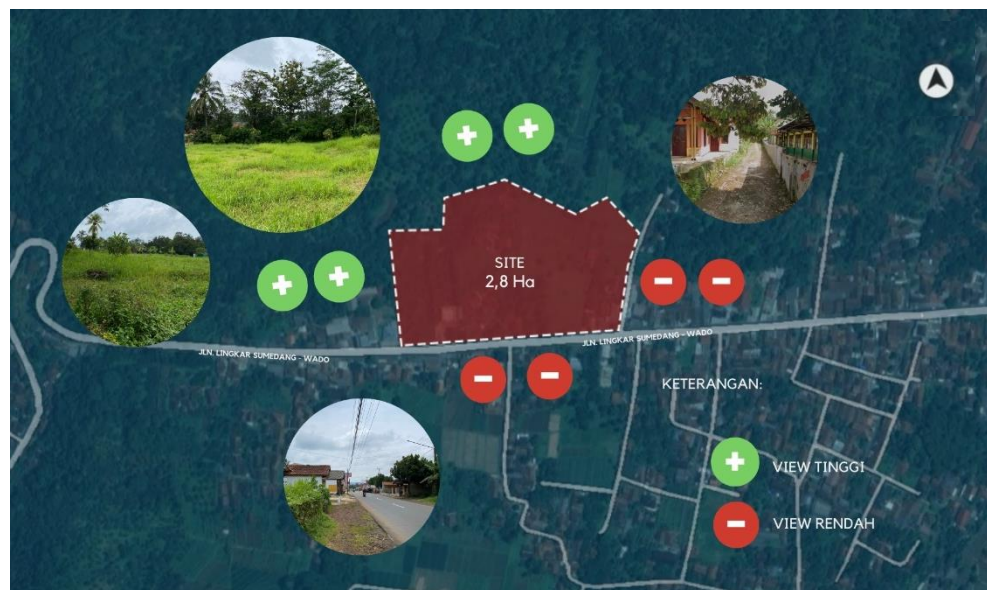 SITE
2,8 Ha
JLN. LINGKAR SUMEDANG - WADO
JLN. LINGKAR SUMEDANG - WADO
KETERANGAN:
VIEW TINGGI
VIEW RENDAH